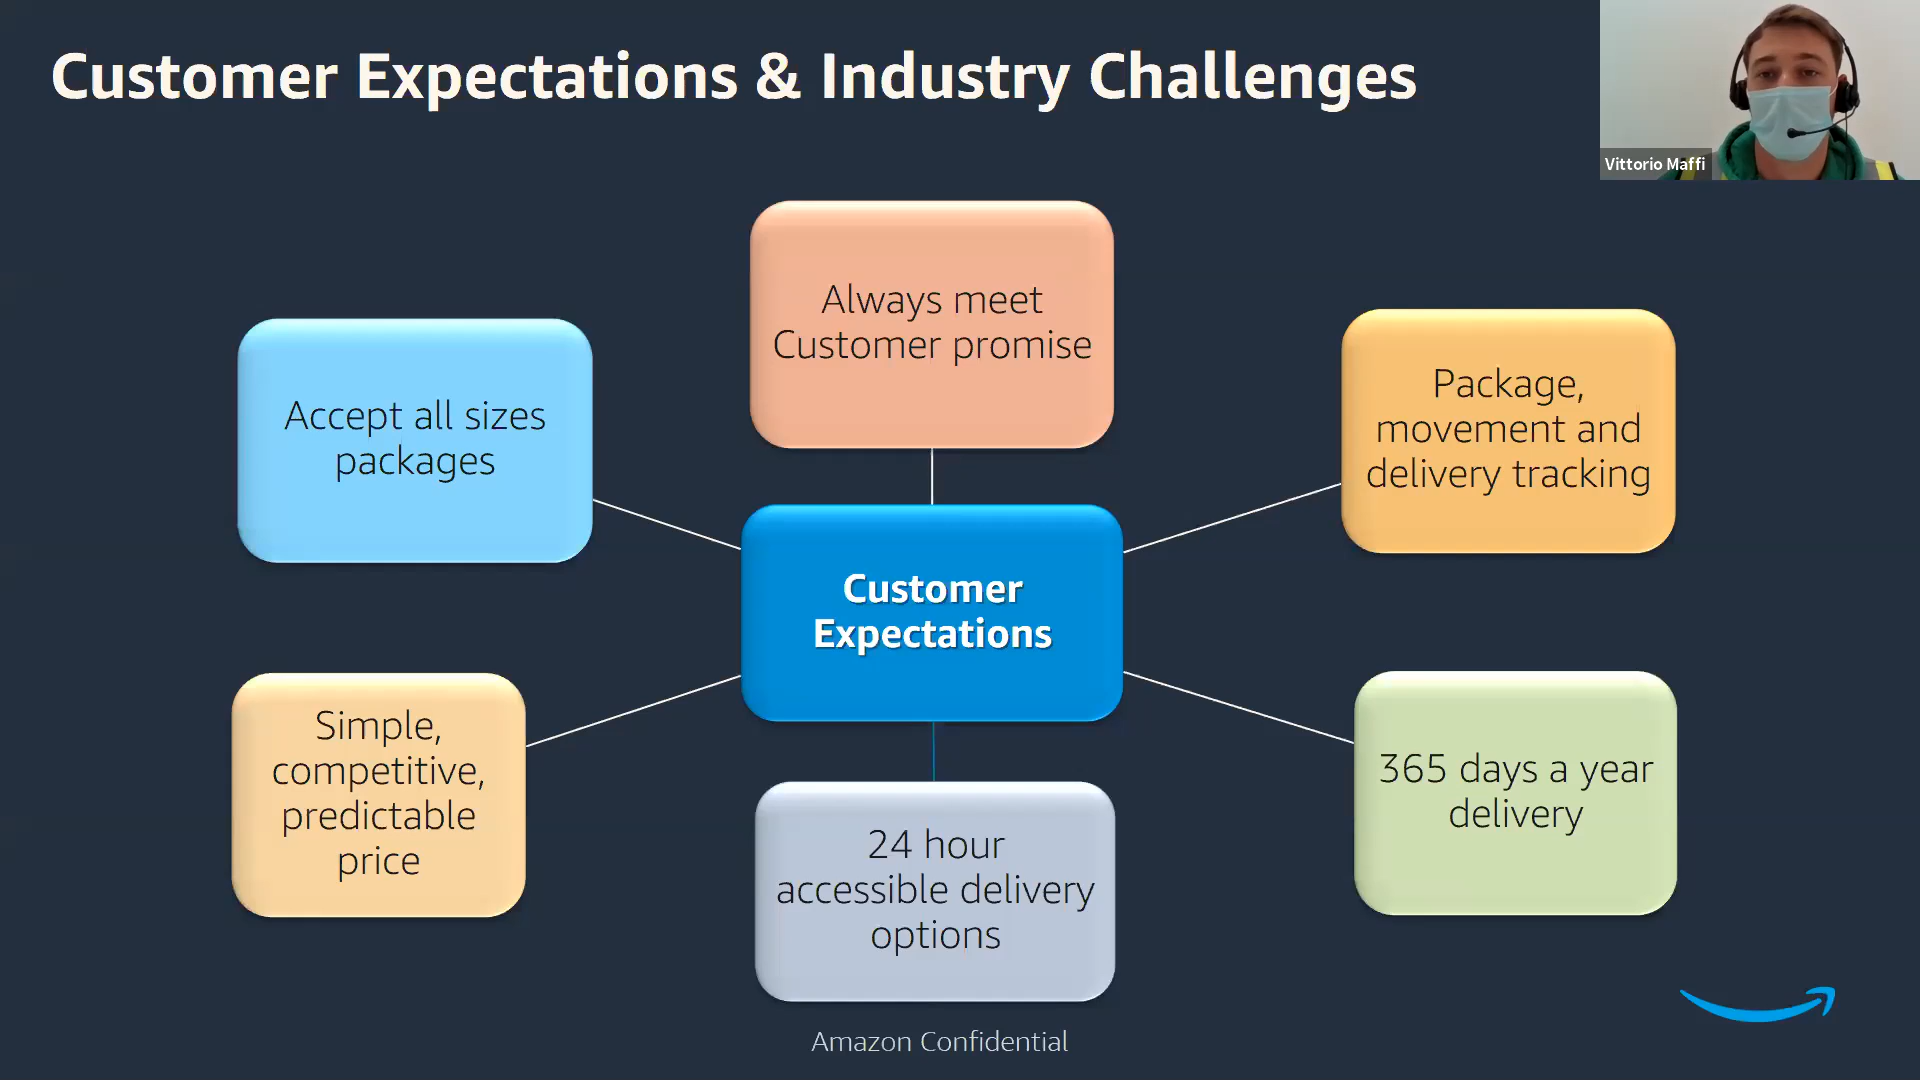 Customer Expectations & Industry Challenges
Vittorio Maffi
Always meet
Customer promise
Accept all sizes
packages
Package,
movement and
delivery tracking
Customer
Expectations
Simple,
competitive,
predictable
price
365 days a year
delivery
24 hour
accessible delivery
options
Amazon Confidential